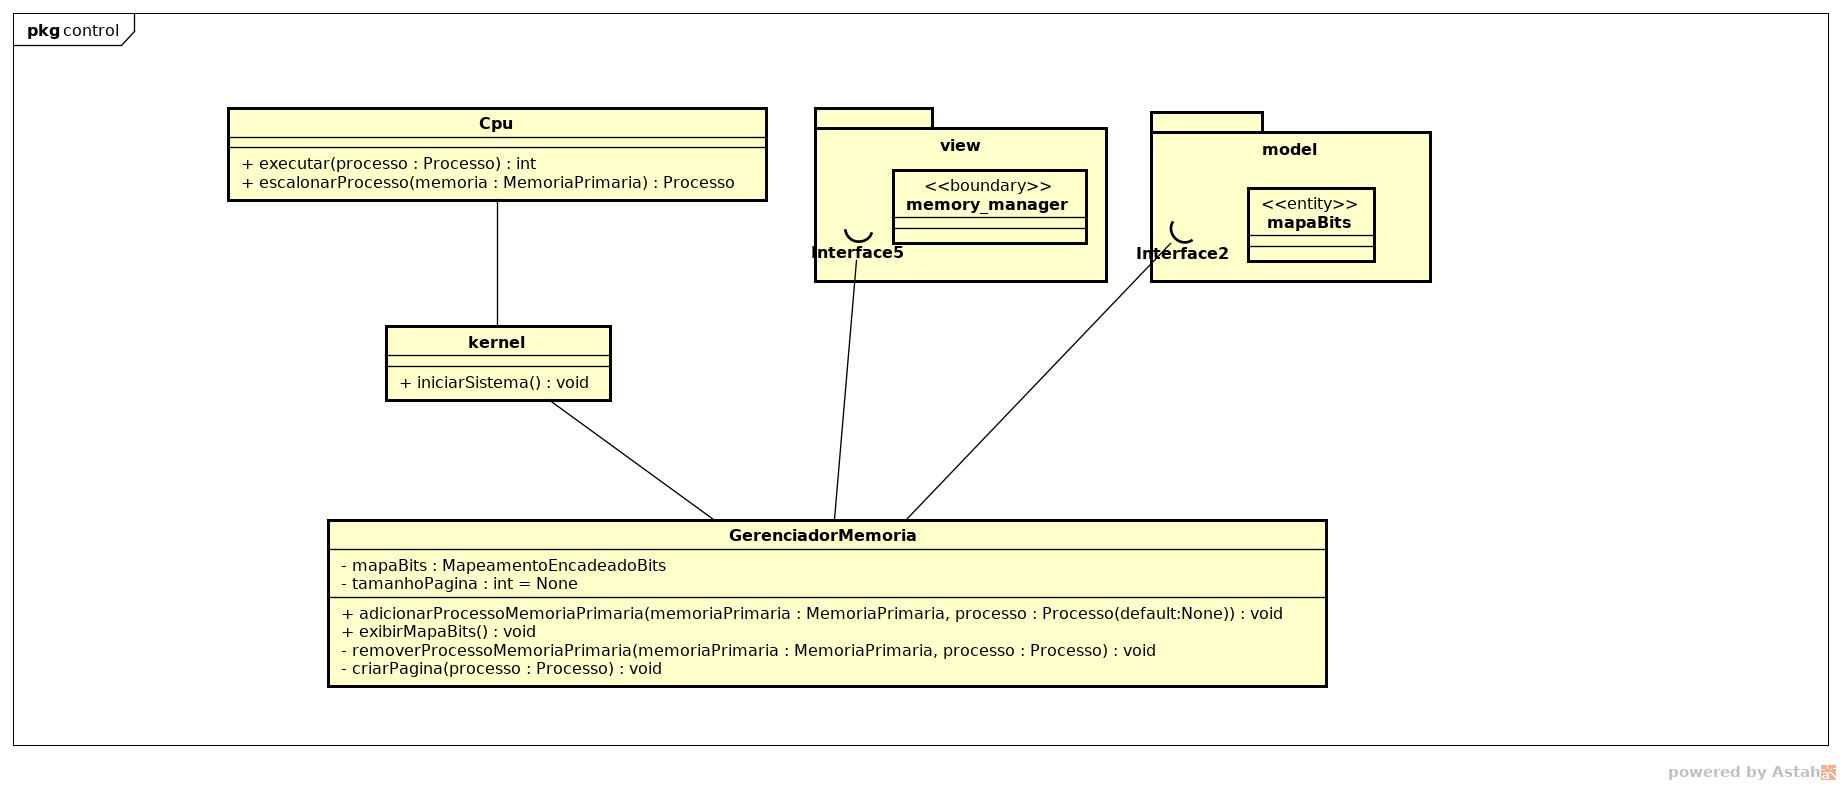 pkg control
Cpu
+ executar(processo : Processo) : int
+ escalonarProcesso(memoria : MemoriaPrimaria) : Processo
view
<<boundary>>
memory_manager
Interface5
model
<<entity>>
mapaBits
Interface2
kernel
+ iniciarSistema() : void
GerenciadorMemoria
- mapaBits : MapeamentoEncadeadoBits
- tamanhoPagina : int = None
+ adicionarProcessoMemoriaPrimaria(memoriaPrimaria : MemoriaPrimaria, processo : Processo(default:None)) : void
+ exibirMapaBits() : void
- removerProcessoMemoriaPrimaria(memoriaPrimaria : MemoriaPrimaria, processo : Processo) : void
- criarPagina(processo : Processo) : void
powered by Astah